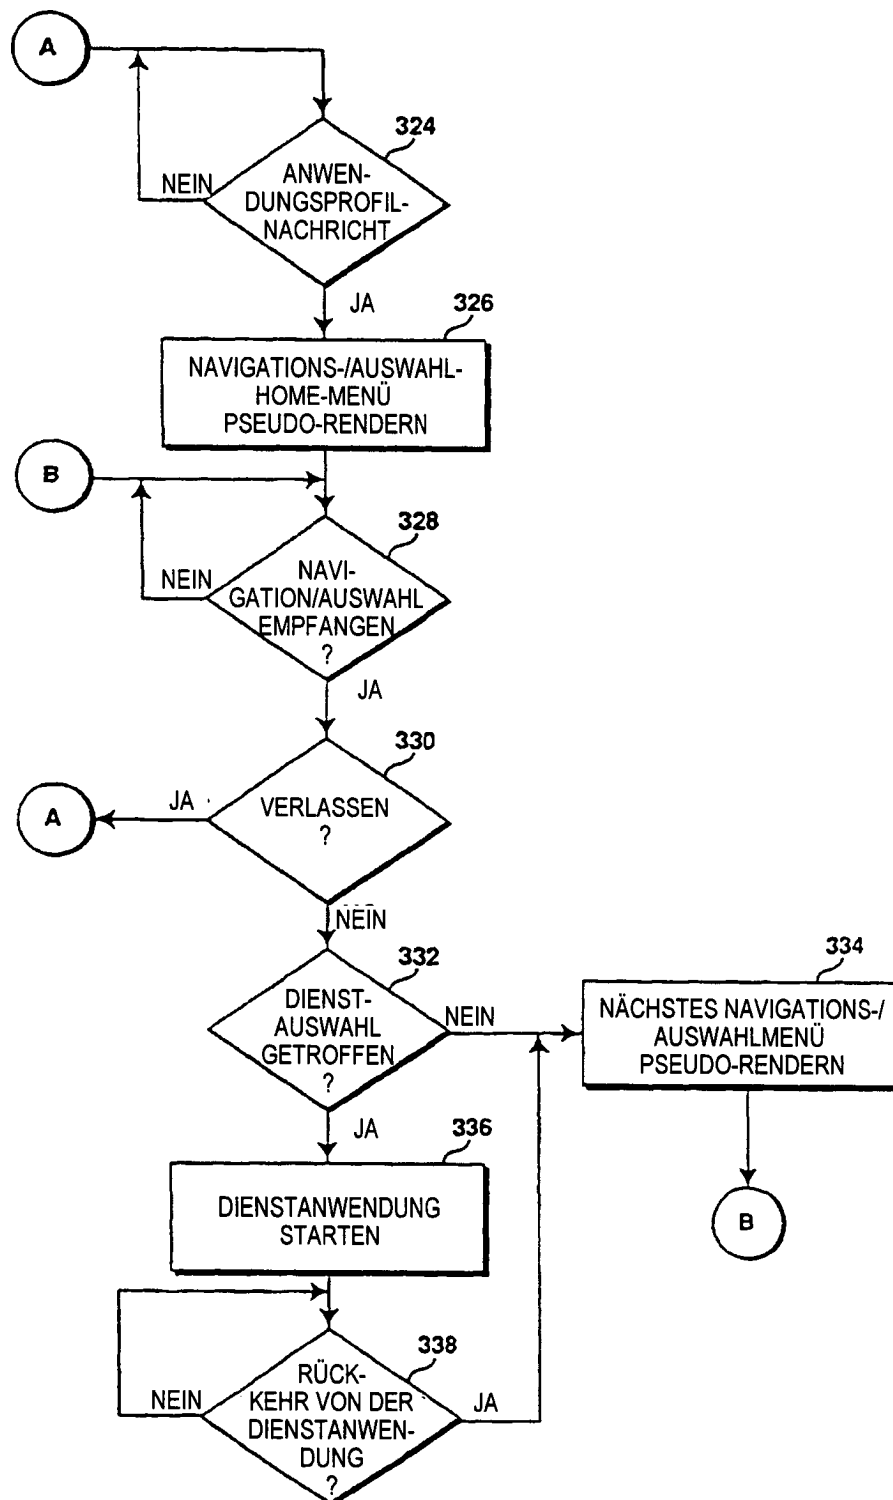 A
324
NEIN
ANWEN-
DUNGSPROFIL-
NACHRICHT
JA
326
NAVIGATIONS-/AUSWAHL-
HOME-MENÜ
PSEUDO-RENDERN
B
328
NEIN
NAVI-
GATION/AUSWAHL
EMPFANGEN
?
JA
330
JA
A
VERLASSEN
?
NEIN
332
DIENST-
AUSWAHL
GETROFFEN
?
NEIN
334
NÄCHSTES NAVIGATIONS-/
AUSWAHLMENÜ
PSEUDO-RENDERN
JA
336
DIENSTANWENDUNG
STARTEN
B
338
NEIN
RÜCK-
KEHR VON DER
DIENSTANWEN-
DUNG
?
JA